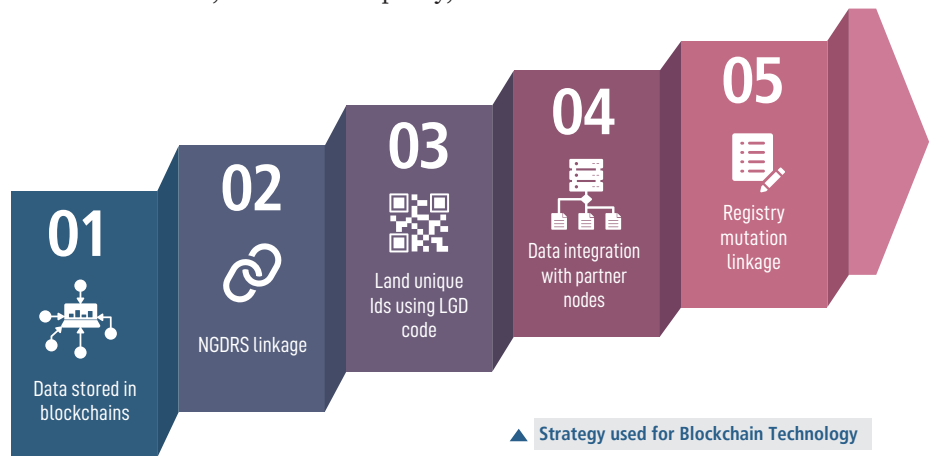 01
Data stored in
blockchains
02
NGDRS linkage
03
Land unique
Ids using LGD
code
04
Data integration
with partner
nodes
05
Registry
mutation
linkage
Strategy used for Blockchain Technology